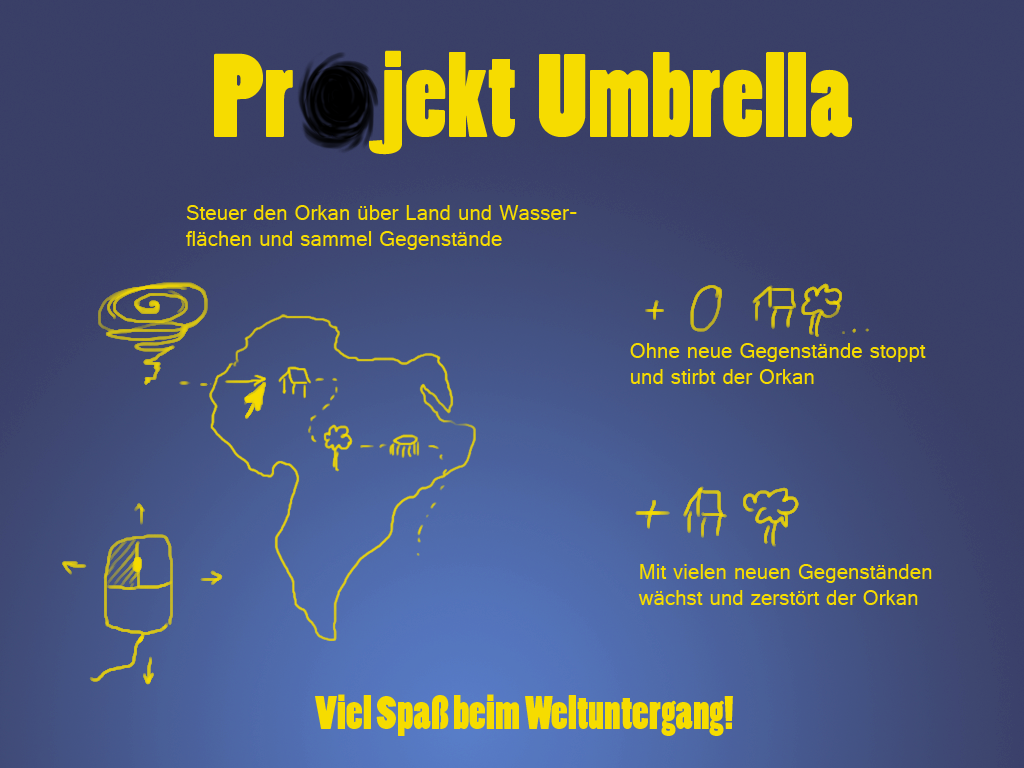 Projekt Umbrella
Steuer den Orkan über Land und Wasser-
flächen und sammel Gegenstände
+ 0 ...
Ohne neue Gegenstände stoppt
und stirbt der Orkan
+
Mit vielen neuen Gegenständen
wächst und zerstört der Orkan
Viel Spaß beim Weltuntergang!